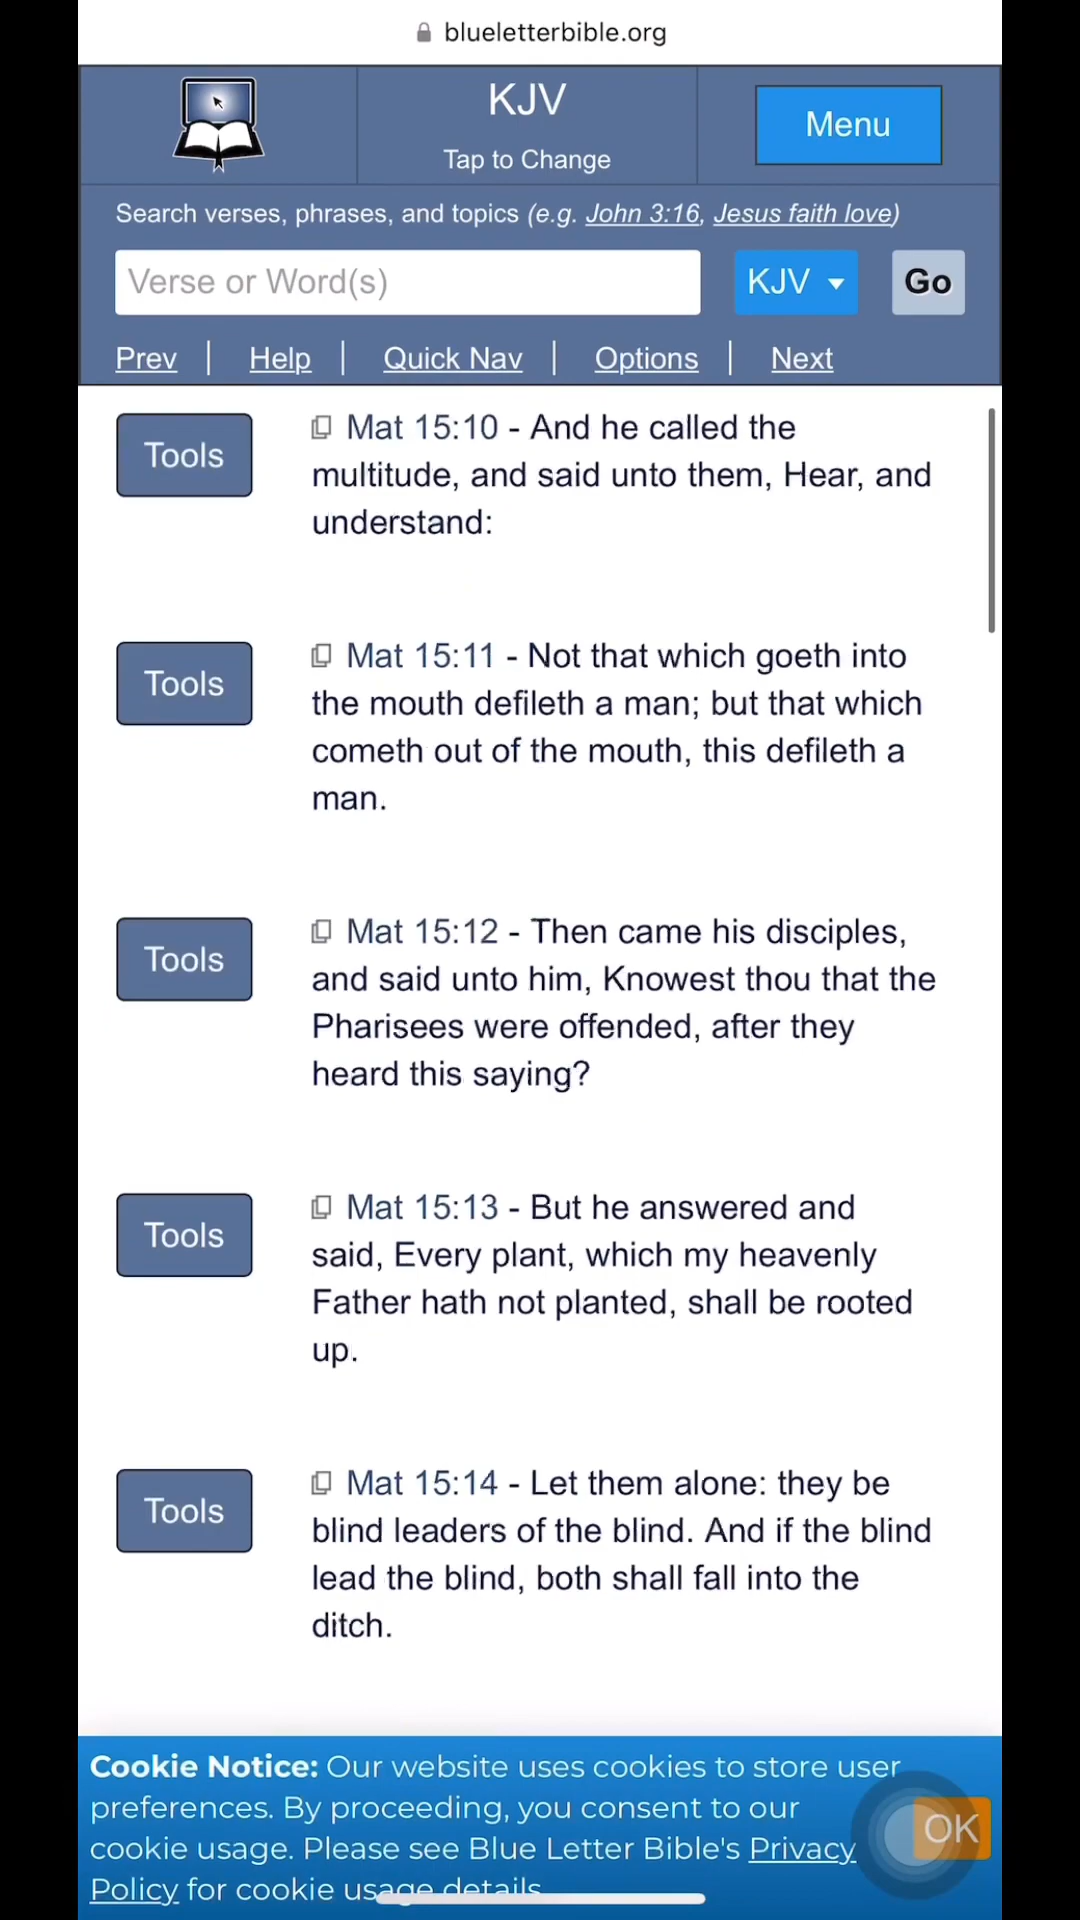 blueletterbible.org
KJV
Tap to Change
Menu
Search verses, phrases, and topics (e.g. John 3:16, Jesus faith love)
Verse or Word(s)
KJV
Go
Prev | Help | Quick Nav | Options | Next
Tools
Mat 15:10 - And he called the
multitude, and said unto them, Hear, and
understand:
Tools
Mat 15:11 - Not that which goeth into
the mouth defileth a man; but that which
cometh out of the mouth, this defileth a
man.
Tools
Mat 15:12 - Then came his disciples,
and said unto him, Knowest thou that the
Pharisees were offended, after they
heard this saying?
Tools
Mat 15:13 - But he answered and
said, Every plant, which my heavenly
Father hath not planted, shall be rooted
up.
Tools
Mat 15:14 - Let them alone: they be
blind leaders of the blind. And if the blind
lead the blind, both shall fall into the
ditch.
Cookie Notice: Our website uses cookies to store user
preferences. By proceeding, you consent to our
cookie usage. Please see Blue Letter Bible's Privacy
Policy for cookie usage details
OK